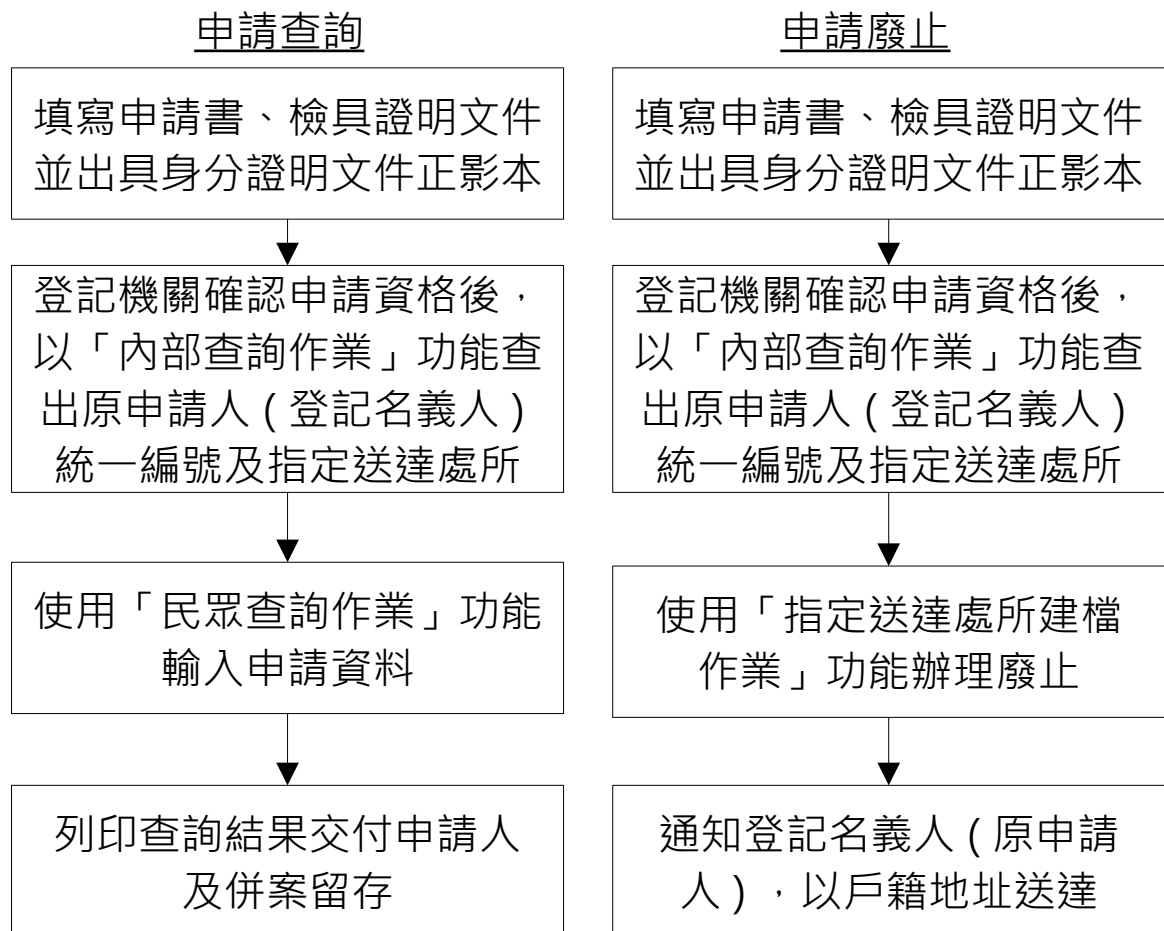 申請查詢
填寫申請書、檢具證明文件
並出具身分證明文件正影本
登記機關確認申請資格後，
以「內部查詢作業」功能查
出原申請人(登記名義人)
統一編號及指定送達處所
使用「民眾查詢作業」功能
輸入申請資料
列印查詢結果交付申請人
及併案留存
申請廢止
填寫申請書、檢具證明文件
並出具身分證明文件正影本
登記機關確認申請資格後，
以「內部查詢作業」功能查
出原申請人(登記名義人)
統一編號及指定送達處所
使用「指定送達處所建檔
作業」功能辦理廢止
通知登記名義人(原申請
人)，以戶籍地址送達